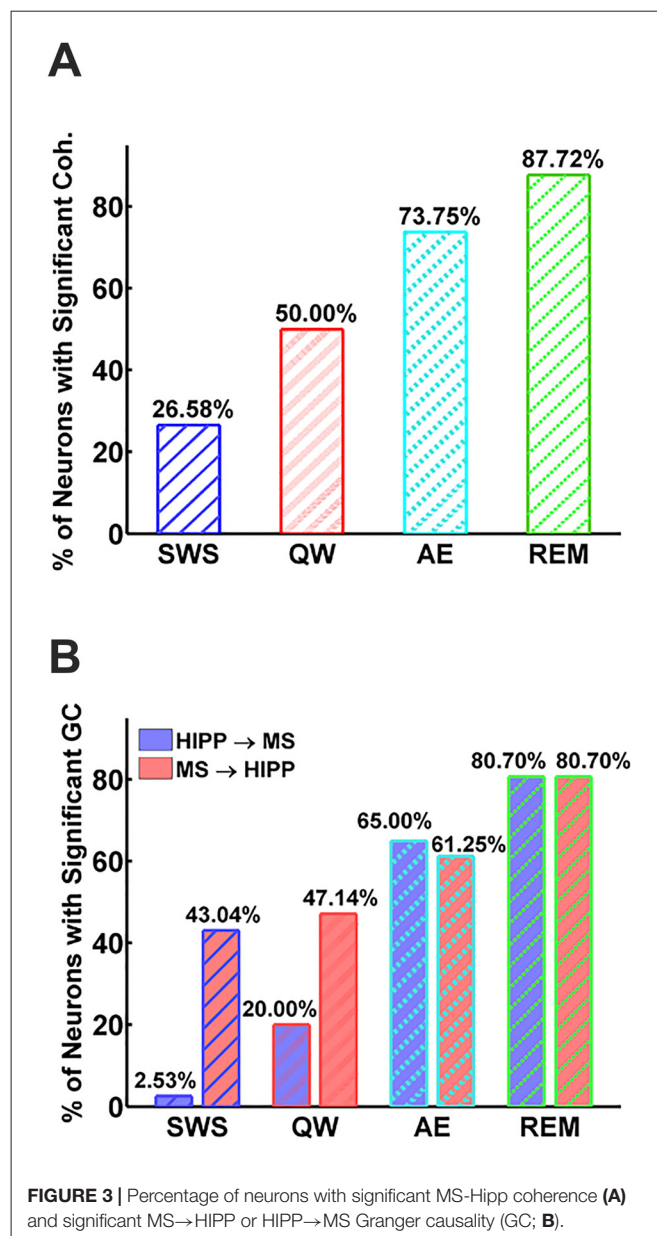 A
% of Neurons with Significant Coh.
80
60
40
20
0
26.58%
50.00%
73.75%
87.72%
SWS QW AE REM
B
% of Neurons with Significant GC
HIPP → MS
MS → HIPP
80
60
40
20
0
2.53%
43.04%
20.00%
47.14%
65.00%
61.25%
80.70%
80.70%
SWS QW AE REM
FIGURE 3 | Percentage of neurons with significant MS-Hipp coherence (A)
and significant MS→HIPP or HIPP→MS Granger causality (GC; B).